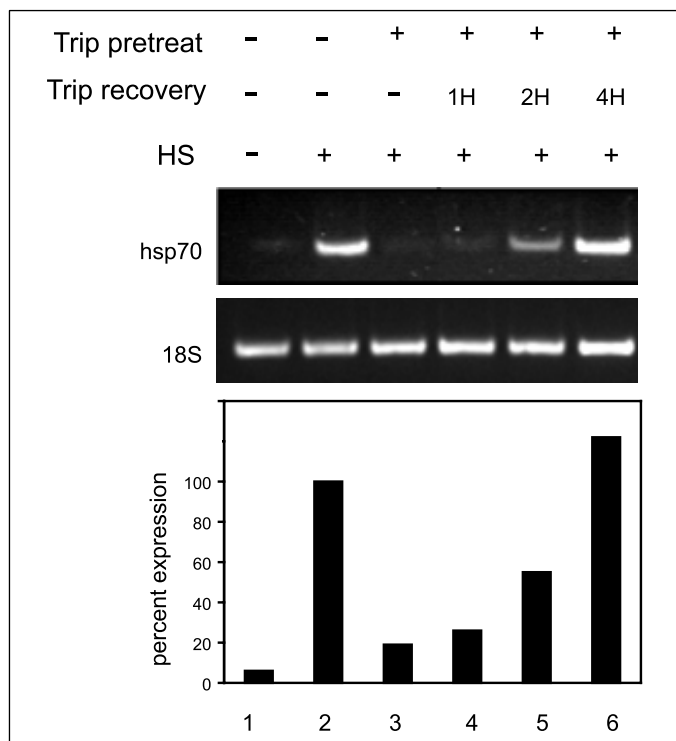 Trip pretreat - - + + + +
Trip recovery - - - 1H 2H 4H
HS - + + + + +
hsp70
18S
percent expression
100
80
60
40
20
0
1 2 3 4 5 6